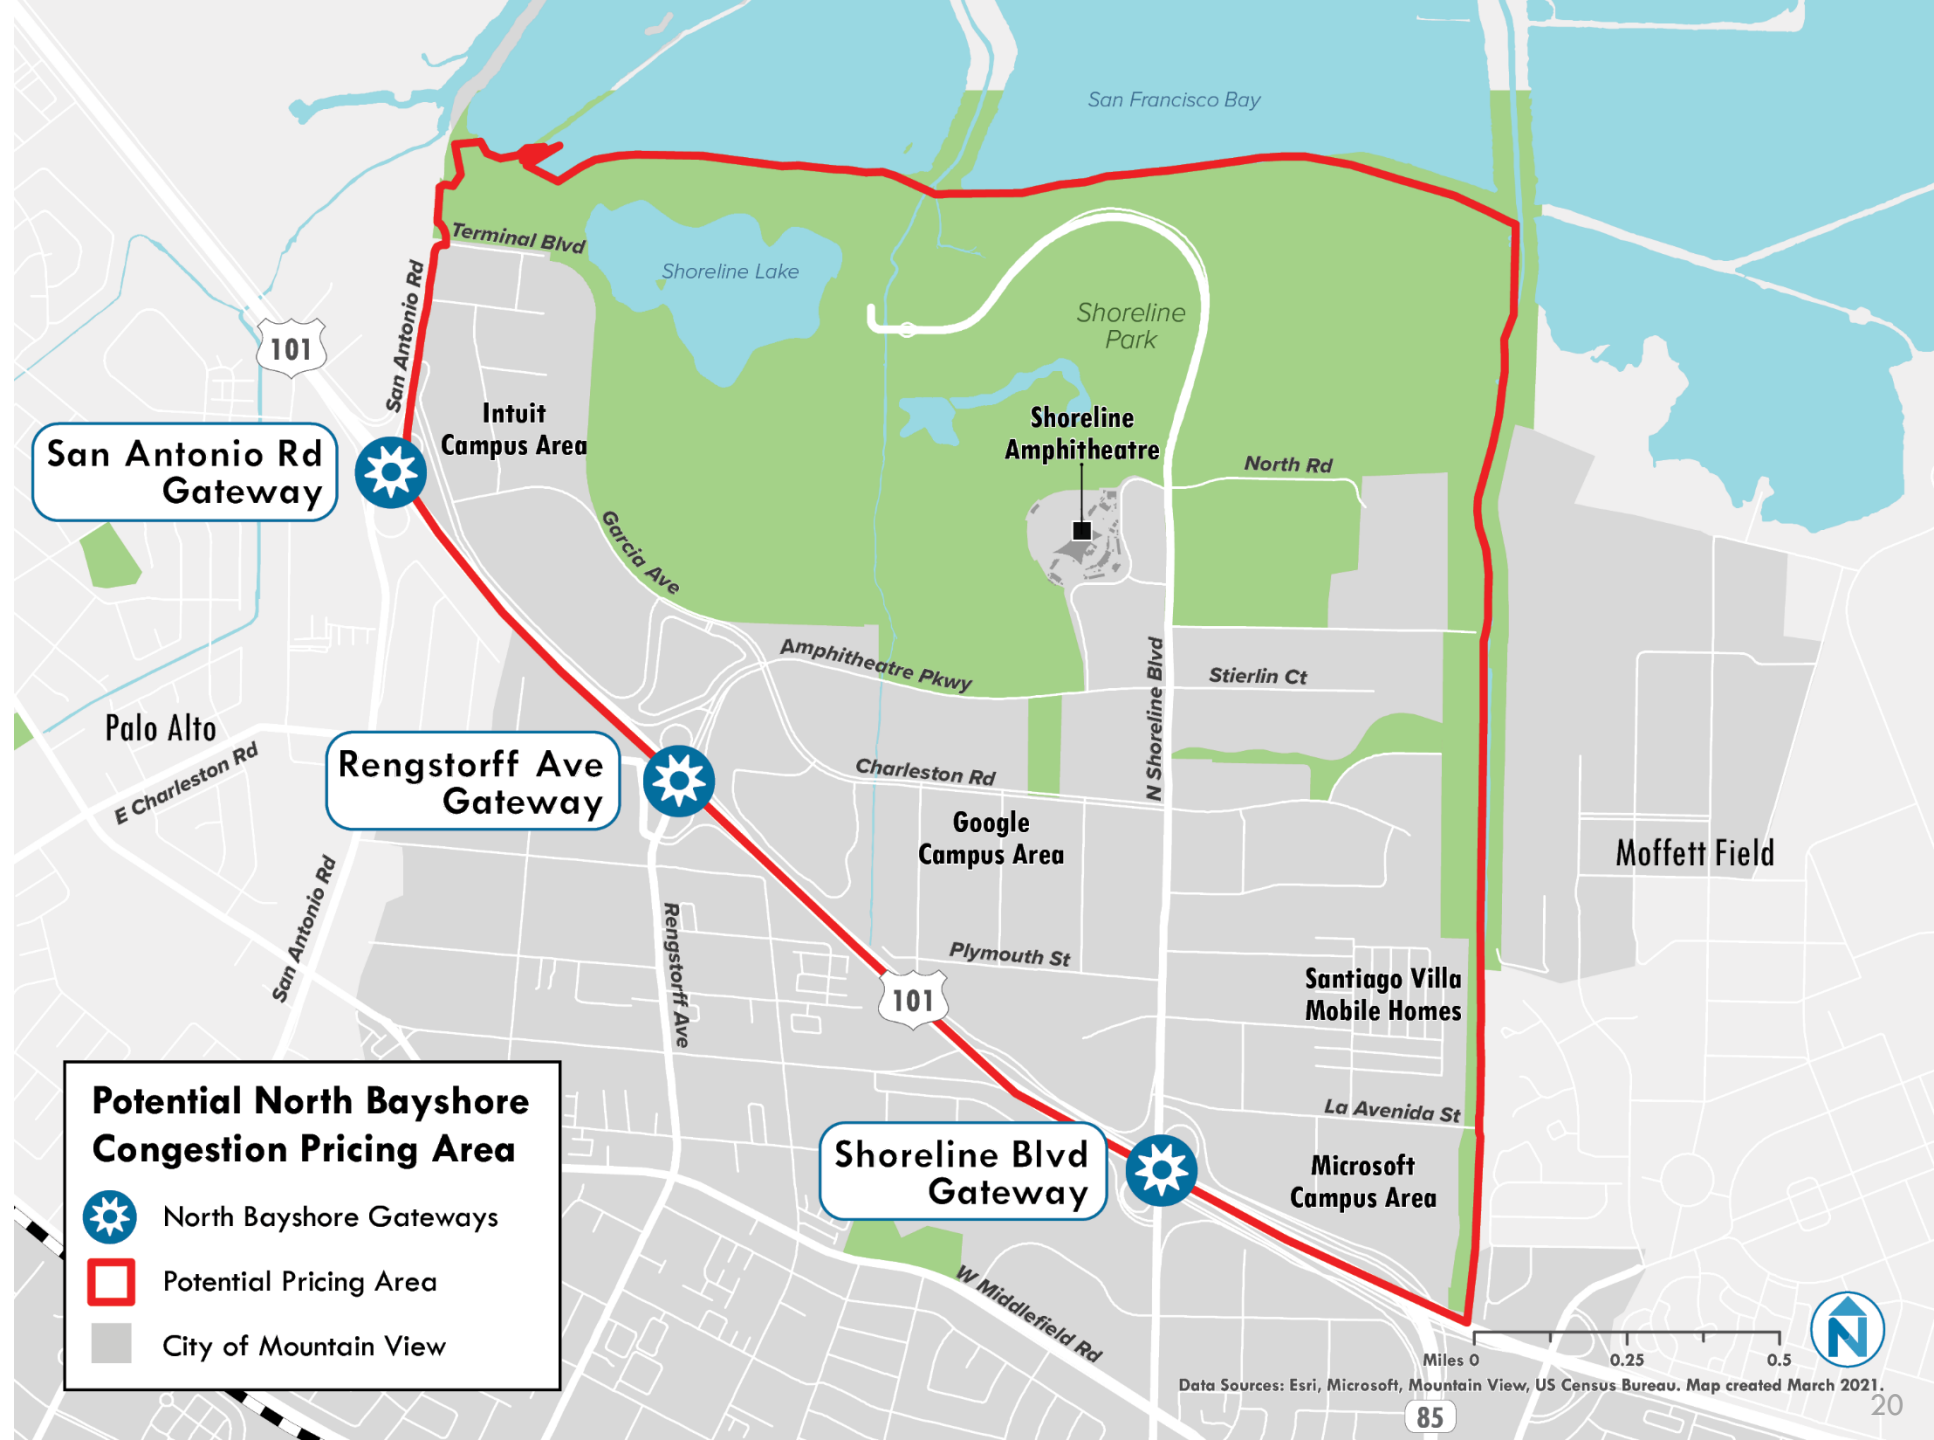 San Francisco Bay
Terminal Blvd
Shoreline Lake
San Antonio Rd
Shoreline
Park
101
Intuit
Campus Area
Shoreline
Amphitheatre
San Antonio Rd
Gateway
North Rd
Garcia Ave
Amphitheatre Pkwy
N Shoreline Blvd
Stierlin Ct
Palo Alto
E Charleston Rd
Rengstorff Ave
Gateway
Charleston Rd
Google
Campus Area
Moffett Field
San Antonio Rd
Rengstorff Ave
Plymouth St
101
Santiago Villa
Mobile Homes
La Avenida St
Shoreline Blvd
Gateway
Microsoft
Campus Area
W Middlefield Rd
Potential North Bayshore
Congestion Pricing Area
North Bayshore Gateways
Potential Pricing Area
City of Mountain View
N
Miles 0 0.25 0.5
Data Sources: Esri, Microsoft, Mountain View, US Census Bureau. Map created March 2021.
85
20